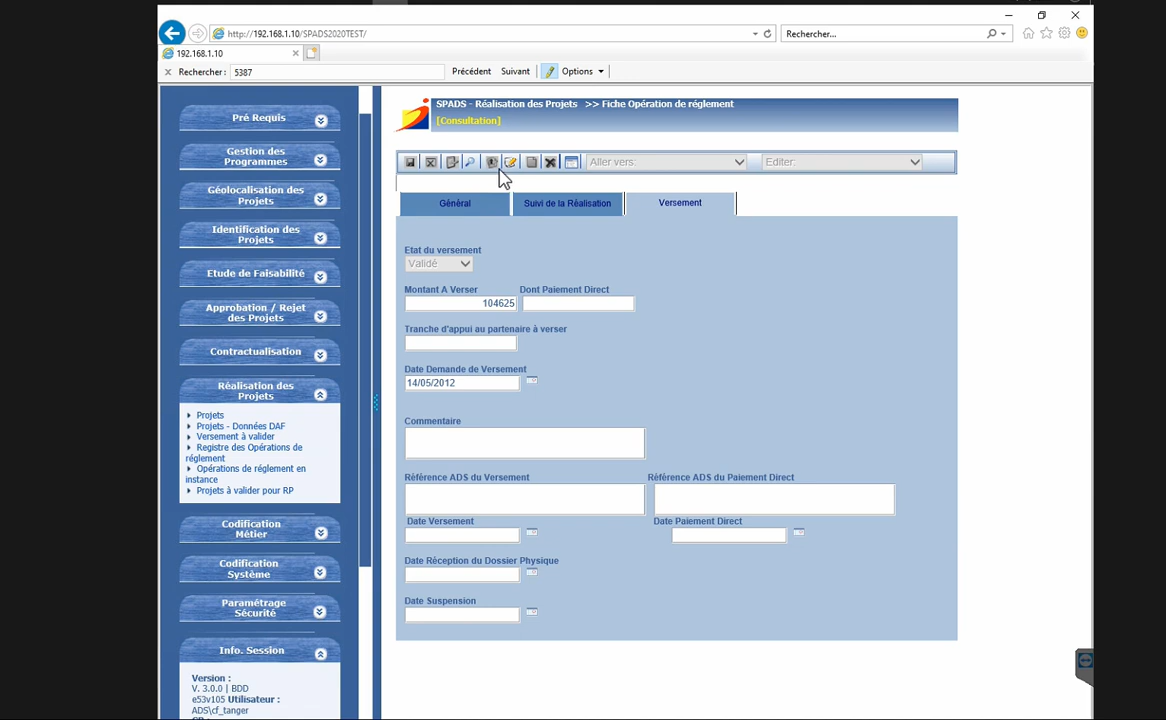 http://192.168.1.10/SPADS2020TEST/
Rechercher...
192.168.1.10
Rechercher : 5387
Précédent Suivant Options
Pré Requis
Gestion des
Programmes
Géolocalisation des
Projets
Identification des
Projets
Etude de Faisabilité
Approbation / Rejet
des Projets
Contractualisation
Réalisation des
Projets
Projets
Projets - Données DAF
Versement à valider
Registre des Opérations de
réglement
Opérations de réglement en
instance
Projets à valider pour RP
Codification
Métier
Codification
Système
Paramétrage
Sécurité
Info. Session
Version :
V. 3.0.0 | BDD
e53v105 Utilisateur :
ADS\cf_tanger
SPADS - Réalisation des Projets >> Fiche Opération de réglement
[Consultation]
Aller vers: Editer:
Général Suivi de la Réalisation Versement
Etat du versement
Validé
Montant A Verser Dont Paiement Direct
104625
Tranche d'appui au partenaire à verser
Date Demande de Versement
14/05/2012
Commentaire
Référence ADS du Versement Référence ADS du Paiement Direct
Date Versement Date Paiement Direct
Date Réception du Dossier Physique
Date Suspension